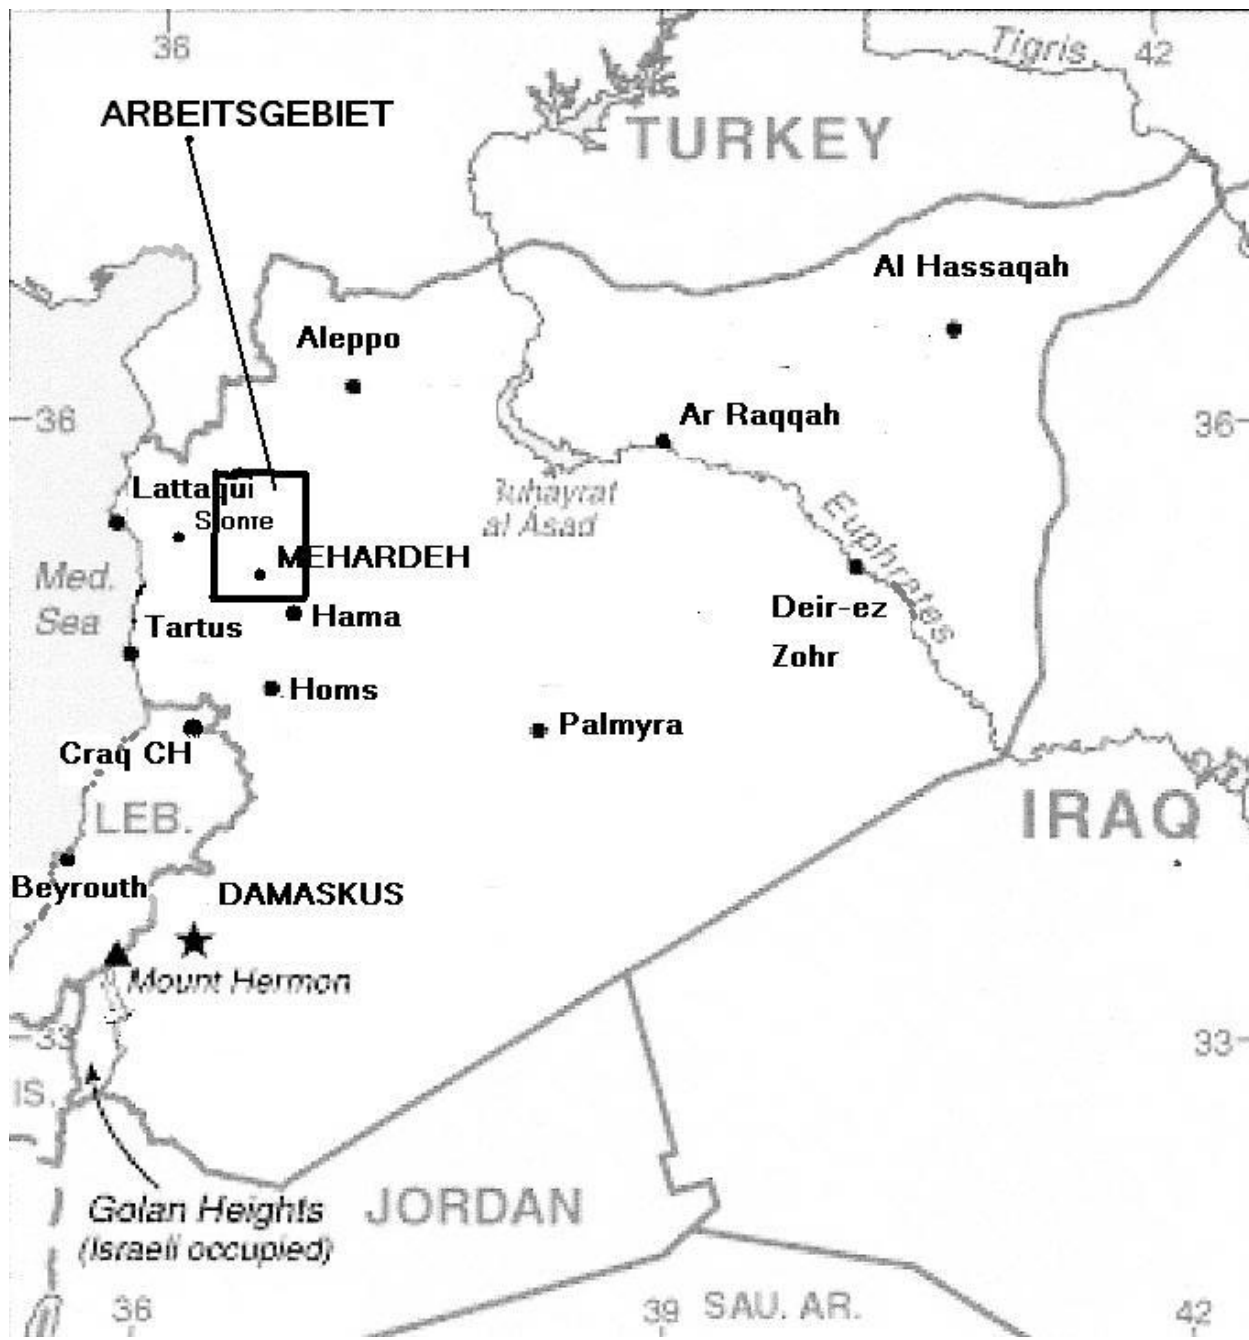 36
Tigris
42
ARBEITSGEBIET
TURKEY
Al Hassaqah
Aleppo
36
Ar Raqqah
36
Lattaqui
Buhayrat
al Asad
Euphrates
MEHARDEH
Med.
Sea
Tartus
Hama
Deir-ez
Zohr
Homs
Palmyra
Craq CH
LEB.
IRAQ
Beyrouth
DAMASKUS
Mount Hermon
33
33
IS.
Golan Heights
(Israeli occupied)
JORDAN
36
39
SAU. AR.
42